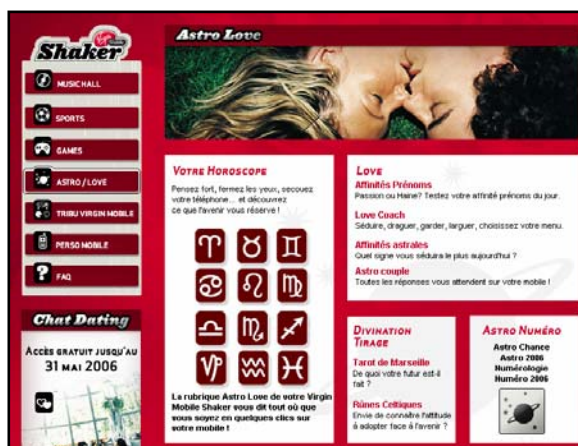 Virgin
Shaker
MUSIC HALL
SPORTS
GAMES
ASTRO / LOVE
TRIBU VIRGIN MOBILE
PERSO MOBILE
FAQ
Chat Dating
ACCÈS GRATUIT JUSQU'AU
31 MAI 2006
Astro Love
VOTRE HOROSCOPE
Pensez fort, fermez les yeux, secouez
votre téléphone... et découvrez
ce que l'avenir vous réserve !
La rubrique Astro Love de votre Virgin
Mobile Shaker vous dit tout où que
vous soyez en quelques clics sur
votre mobile !
LOVE
Affinités Prénoms
Passion ou Haine? Testez votre affinité prénoms du jour.
Love Coach
Séduire, draguer, garder, larguer, choisissez votre menu.
Affinités astrales
Quel signe vous séduira le plus aujourd'hui ?
Astro couple
Toutes les réponses vous attendent sur votre mobile !
DIVINATION
TIRAGE
Tarot de Marseille
De quoi votre futur est-il
fait ?
Rûnes Celtiques
Envie de connaître l'attitude
à adopter face à l'avenir ?
ASTRO NUMÉRO
Astro Chance
Astro 2006
Numérologie
Numéro 2006